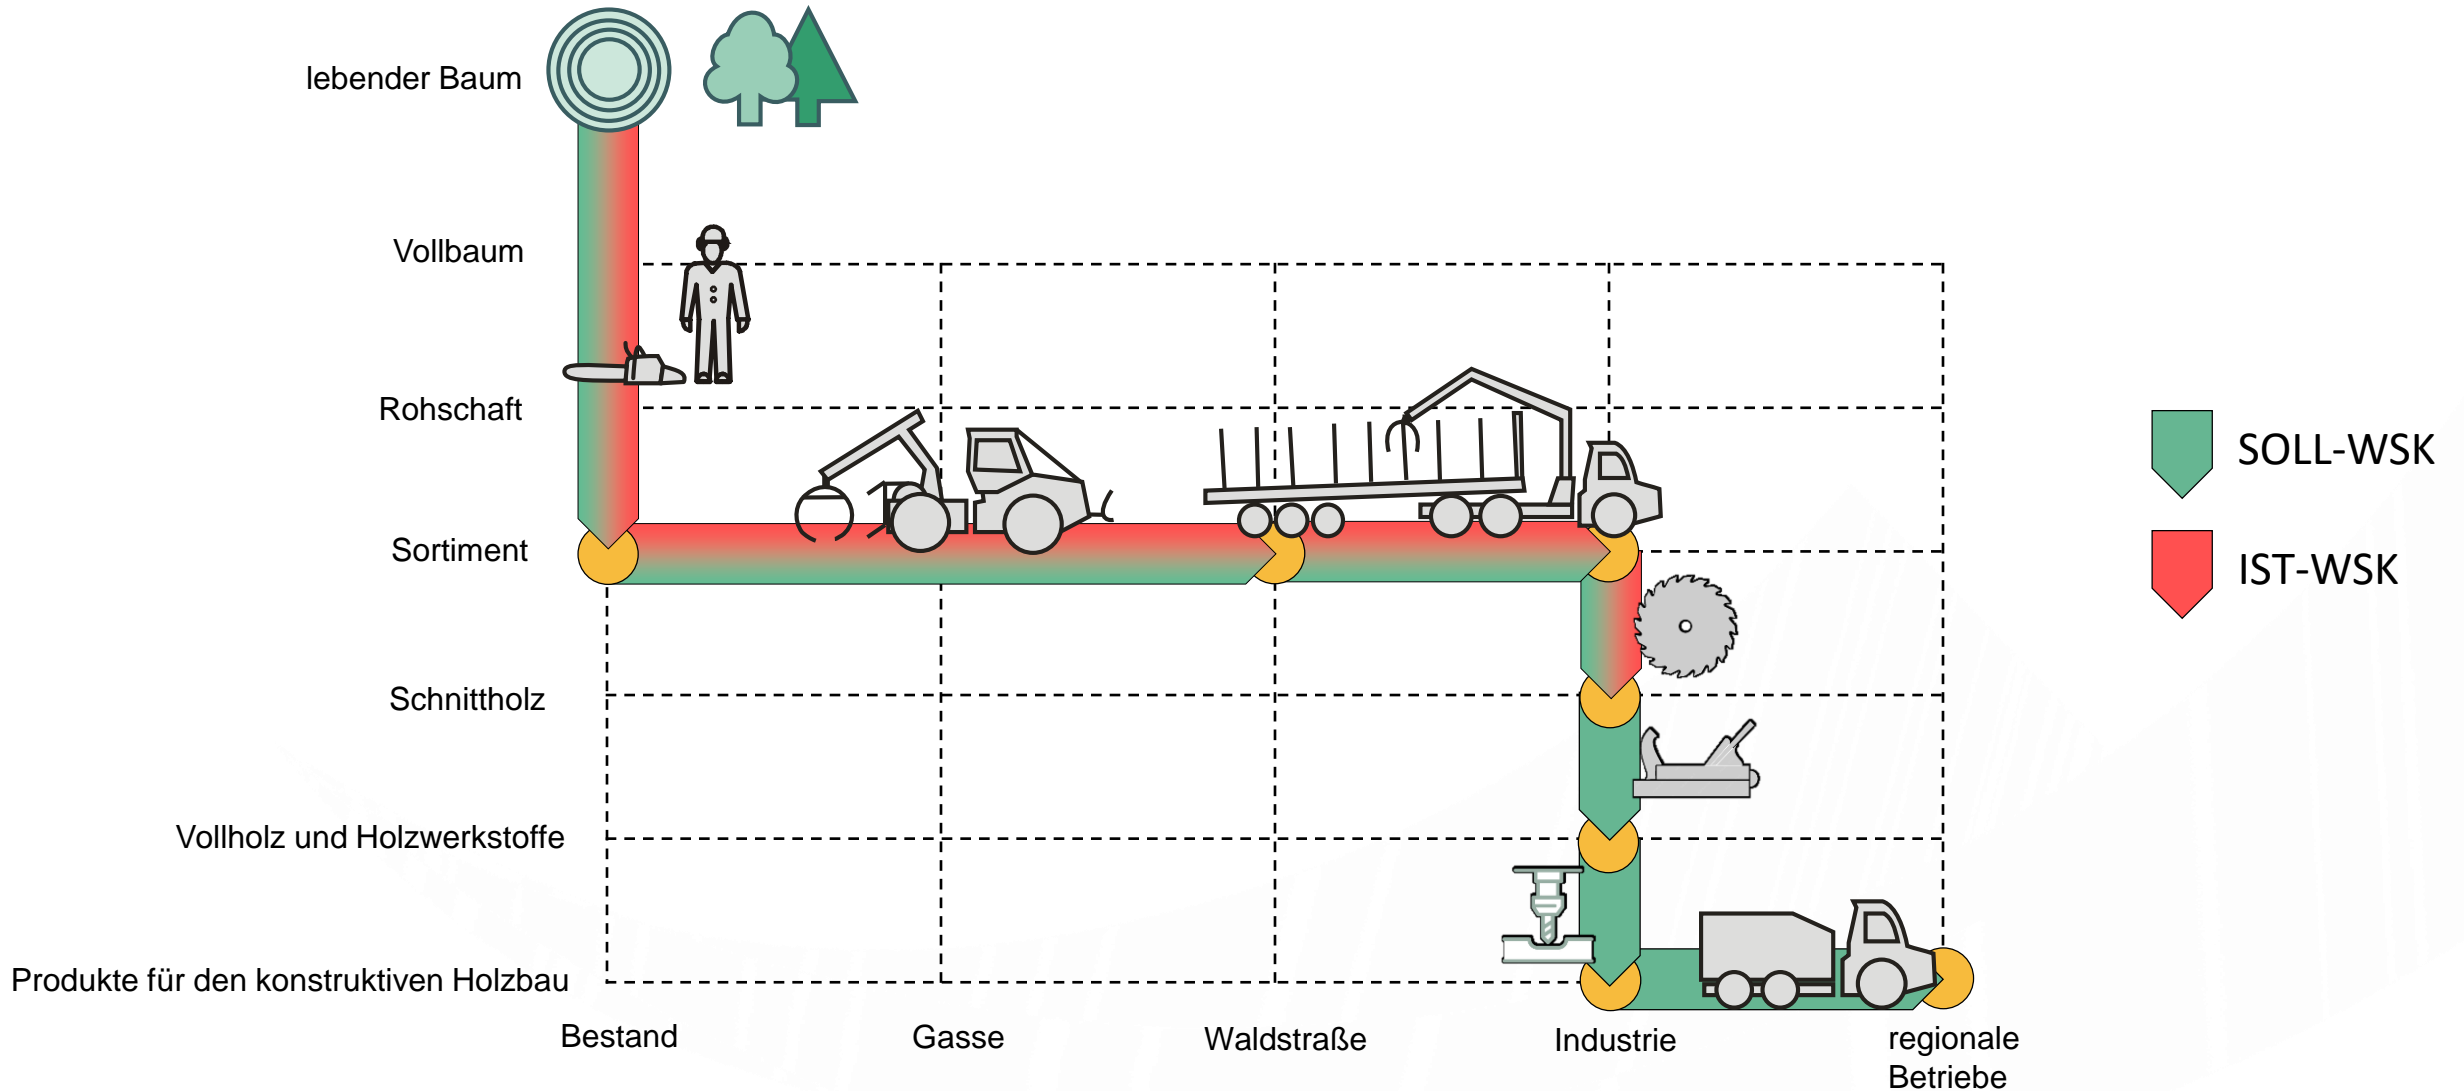 lebender Baum
Vollbaum
Rohschaft
Sortiment
Schnittholz
Vollholz und Holzwerkstoffe
Produkte für den konstruktiven Holzbau
Bestand
Gasse
Waldstraße
Industrie
regionale
Betriebe
SOLL-WSK
IST-WSK